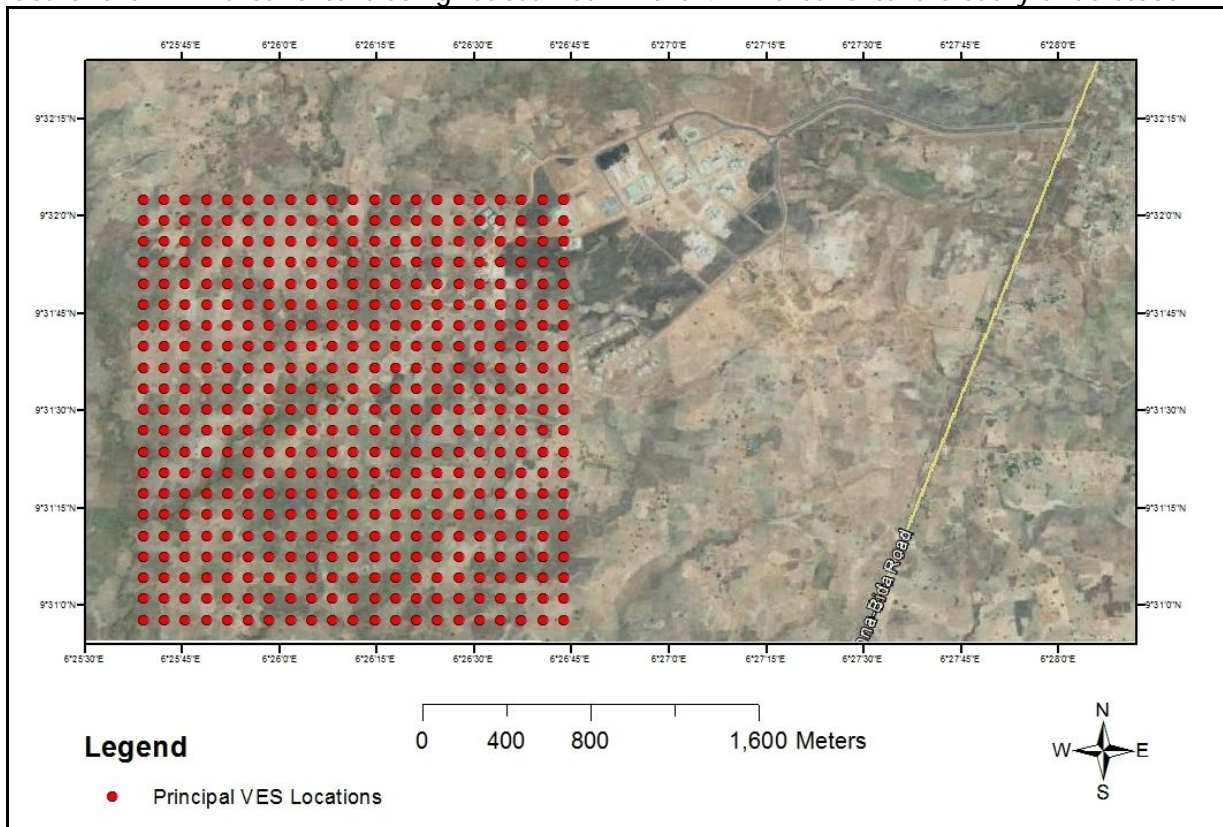 6°25'45"E 6°26'0"E 6°26'15"E 6°26'30"E 6°26'45"E 6°27'0"E 6°27'15"E 6°27'30"E 6°27'45"E 6°28'0"E
9°32'15"N 9°32'15"N
9°32'0"N 9°32'0"N
9°31'45"N 9°31'45"N
9°31'30"N 9°31'30"N
9°31'15"N 9°31'15"N
nna-Bida Road
9°31'0"N 9°31'0"N
6°25'30"E 6°25'45"E 6°26'0"E 6°26'15"E 6°26'30"E 6°26'45"E 6°27'0"E 6°27'15"E 6°27'30"E 6°27'45"E 6°28'0"E
0 400 800 1,600 Meters
Legend
Principal VES Locations
N
W E
S